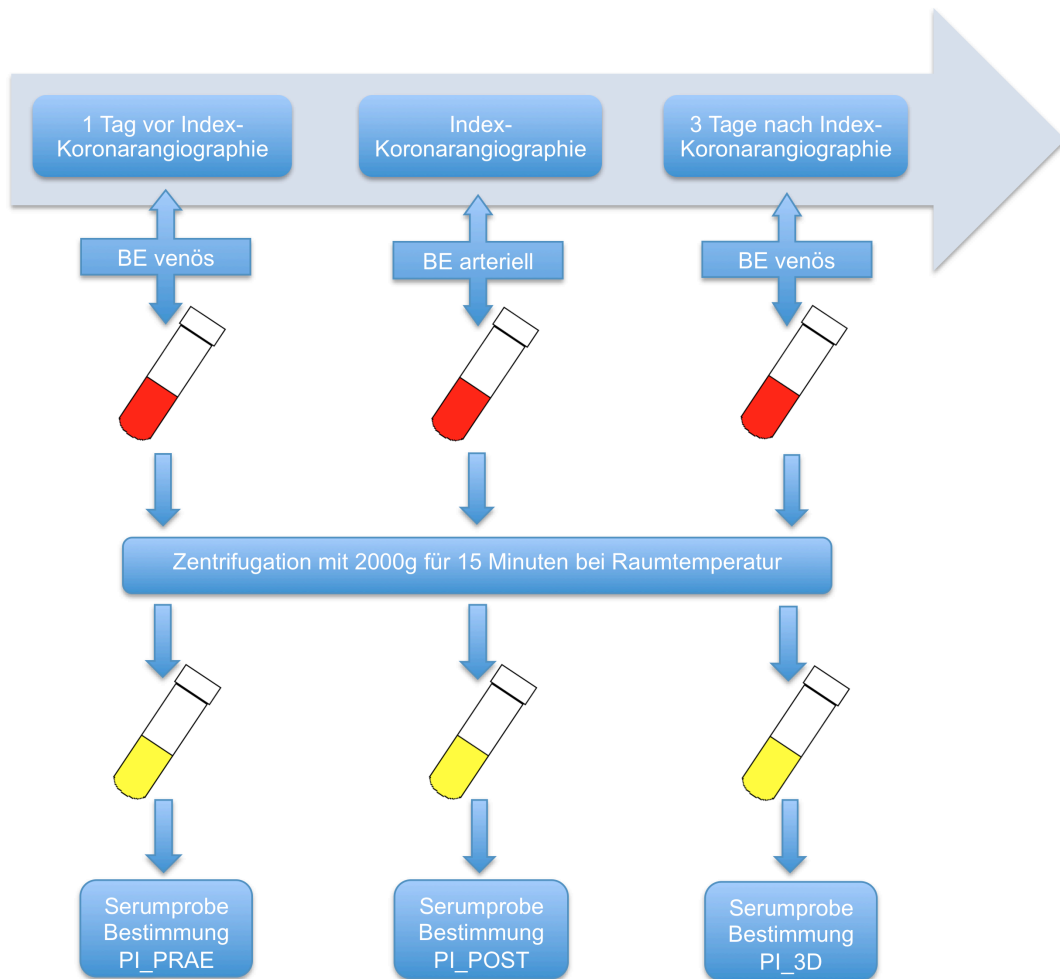 1 Tag vor Index-
Koronarangiographie
Index-
Koronarangiographie
3 Tage nach Index-
Koronarangiographie
BE venös
BE arteriell
BE venös
Zentrifugation mit 2000g für 15 Minuten bei Raumtemperatur
Serumprobe
Bestimmung
PI_PRAE
Serumprobe
Bestimmung
PI_POST
Serumprobe
Bestimmung
PI_3D